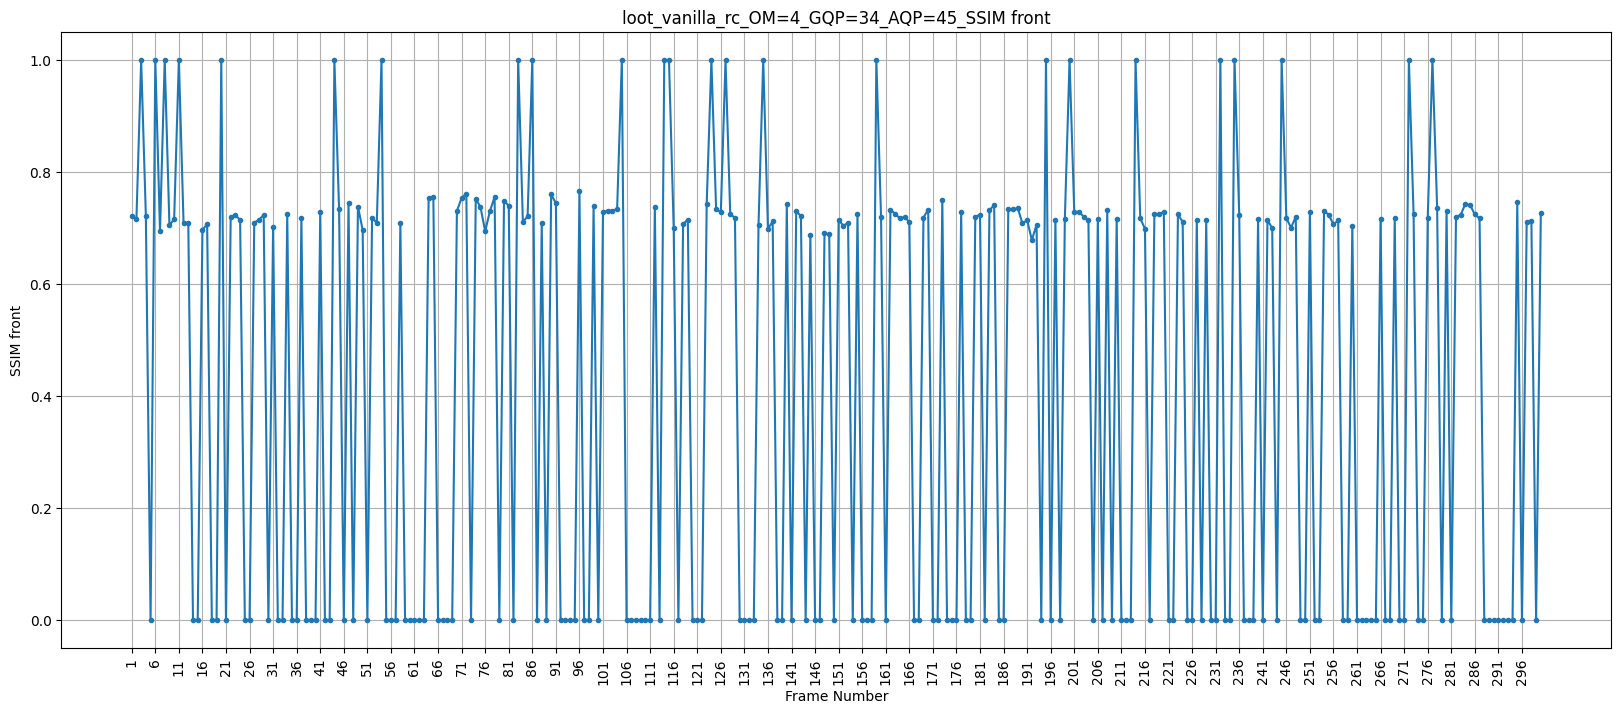 loot_vanilla_rc_OM=4_GQP=34_AQP=45_SSIM front
SSIM front
1.0
0.8
0.6
0.4
0.2
0.0
1 6 11 16 21 26 31 36 41 46 51 56 61 66 71 76 81 86 91 96 101 106 111 116 121 126 131 136 141 146 151 156 161 166 171 176 181 186 191 196 201 206 211 216 221 226 231 236 241 246 251 256 261 266 271 276 281 286 291 296
Frame Number